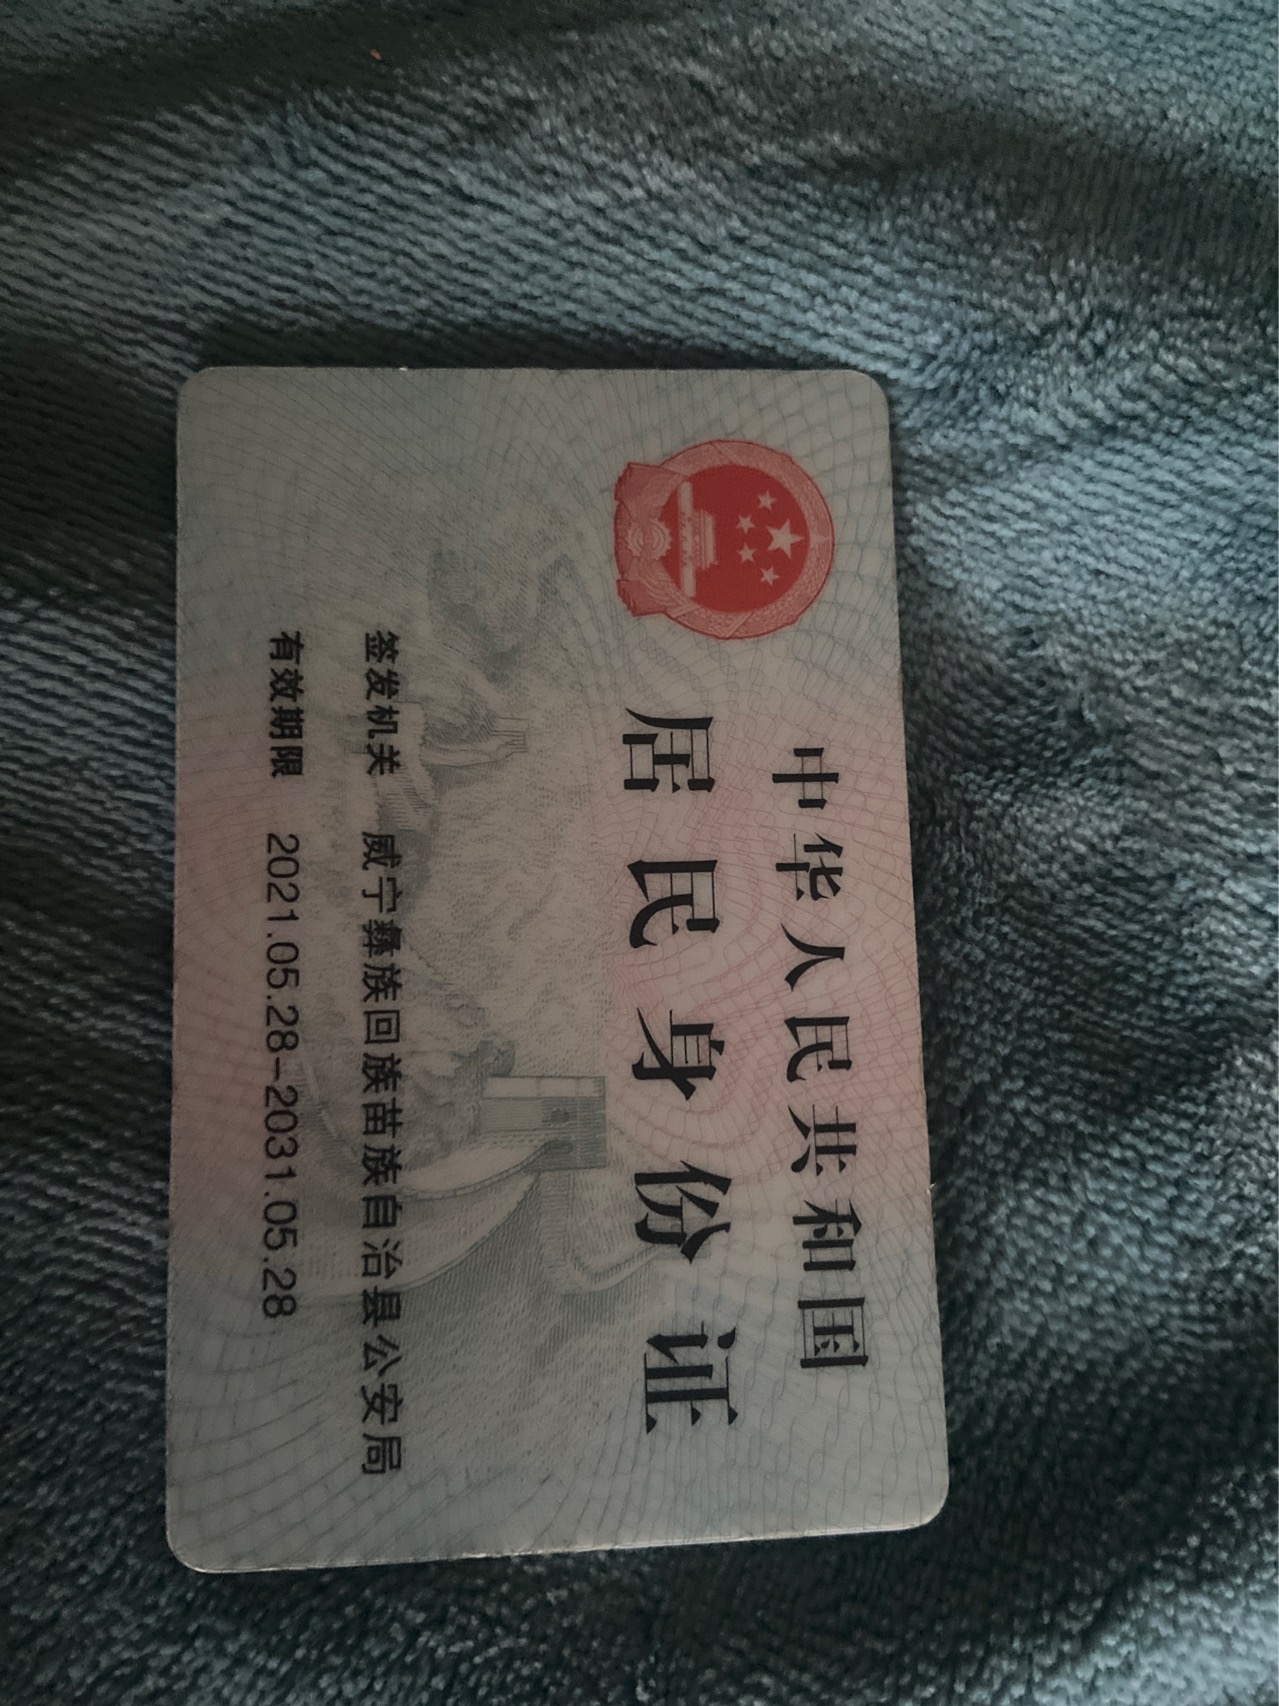 中华人民共和国
居民身份证
签发机关 威宁彝族回族苗族自治县公安局
有效期限 2021.05.28-2031.05.28